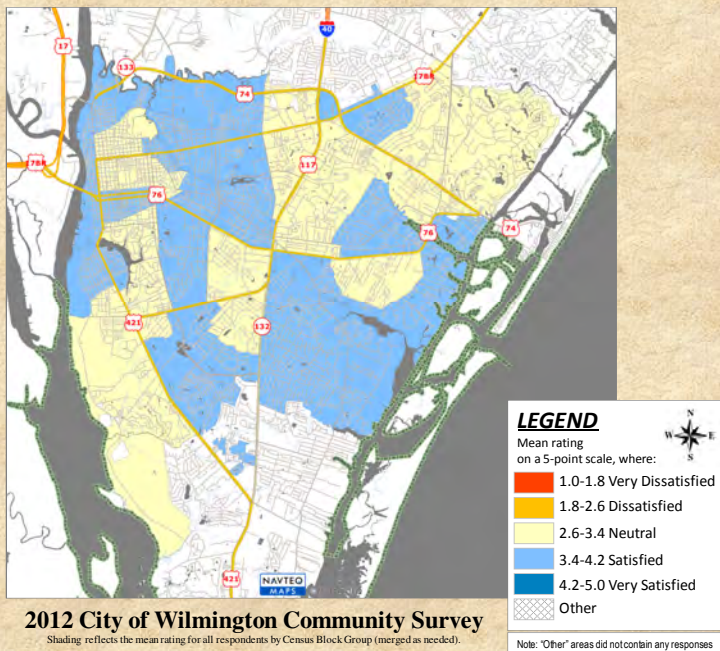 17
133
40
74
17BR
17BR
117
76
76
74
421
132
421
NAVTEQ
MAPS
LEGEND
Mean rating
on a 5-point scale, where:
N
W E
S
1.0-1.8 Very Dissatisfied
1.8-2.6 Dissatisfied
2.6-3.4 Neutral
3.4-4.2 Satisfied
4.2-5.0 Very Satisfied
Other
2012 City of Wilmington Community Survey
Shading reflects the mean rating for all respondents by Census Block Group (merged as needed).
Note: "Other" areas did not contain any responses